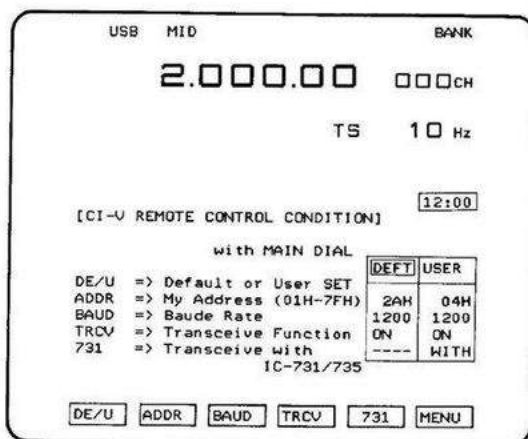 USB MID BANK
2.000.00 000CH
TS 10 Hz
12:00
[CI-V REMOTE CONTROL CONDITION]
with MAIN DIAL
DEFT USER
DE/U => Default or User SET
ADDR => My Address (01H-7FH) 2AH 04H
BAUD => Baude Rate 1200 1200
TRCV => Transceive Function ON ON
731 => Transceive with ---- WITH
IC-731/735
DE/U ADDR BAUD TRCV 731 MENU